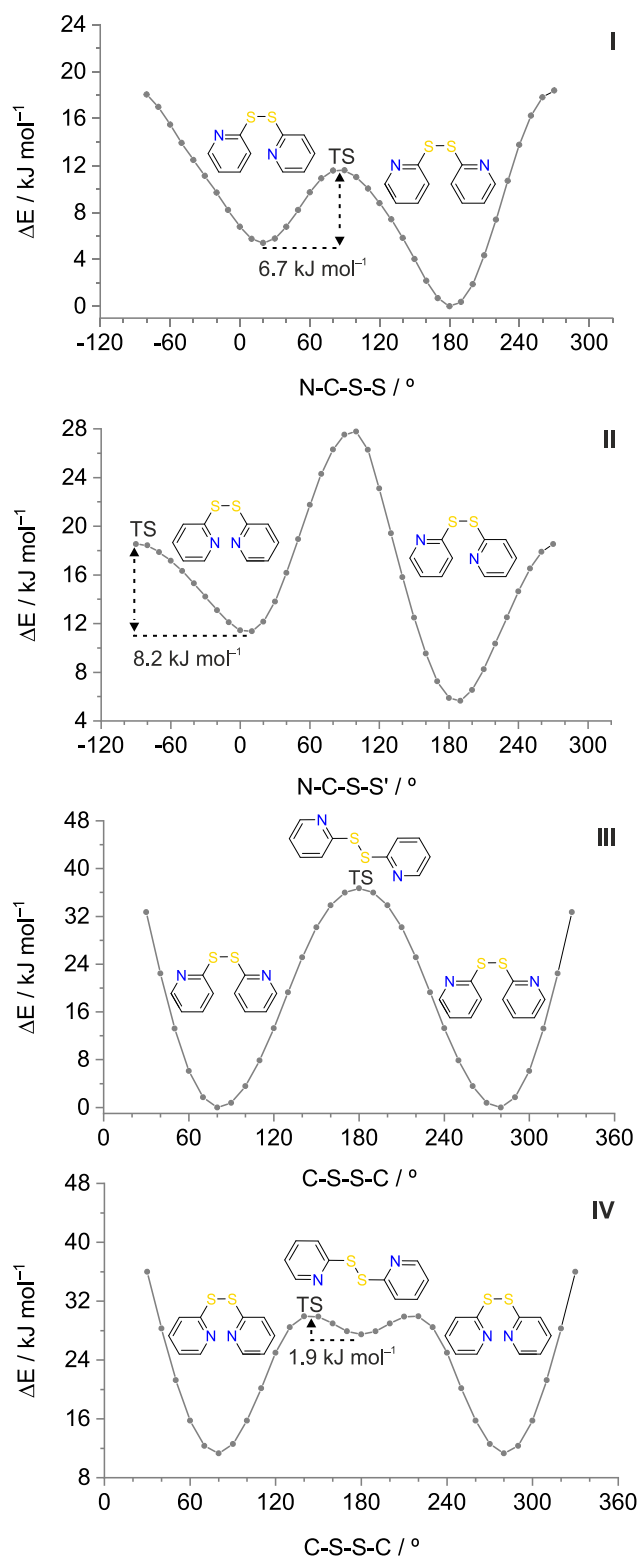 I
ΔE / kJ mol⁻¹
24
20
16
12
8
4
0
N S S N
TS
N S S N
6.7 kJ mol⁻¹
-120 -60 0 60 120 180 240 300
N-C-S-S / º
II
ΔE / kJ mol⁻¹
28
24
20
16
12
8
4
TS
S S N N
N S S N
8.2 kJ mol⁻¹
-120 -60 0 60 120 180 240 300
N-C-S-S' / º
III
ΔE / kJ mol⁻¹
48
36
24
12
0
N S S N
TS
N S S N
N S S N
0 60 120 180 240 300 360
C-S-S-C / º
IV
ΔE / kJ mol⁻¹
48
40
32
24
16
8
N S S N
TS
S S N N
S S N N
1.9 kJ mol⁻¹
0 60 120 180 240 300 360
C-S-S-C / º